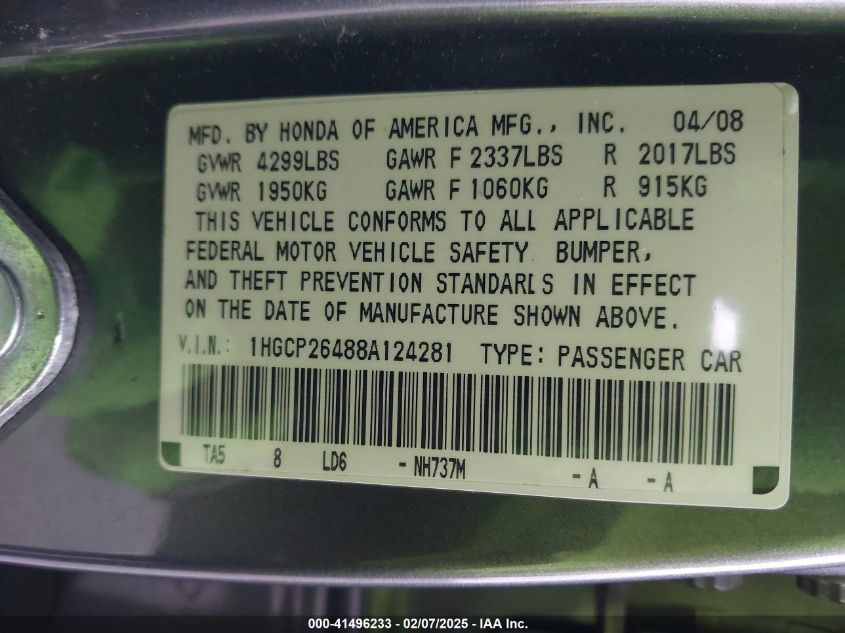 MFD. BY HONDA OF AMERICA MFG., INC. 04/08
GVWR 4299LBS GAWR F 2337LBS R 2017LBS
GVWR 1950KG GAWR F 1060KG R 915KG
THIS VEHICLE CONFORMS TO ALL APPLICABLE
FEDERAL MOTOR VEHICLE SAFETY BUMPER,
AND THEFT PREVENTION STANDARDS IN EFFECT
ON THE DATE OF MANUFACTURE SHOWN ABOVE.
V.I.N.: 1HGCP26488A124281 TYPE: PASSENGER CAR
TA5 8 LD6 - NH737M - A - A
000-41496233 - 02/07/2025 - IAA Inc.